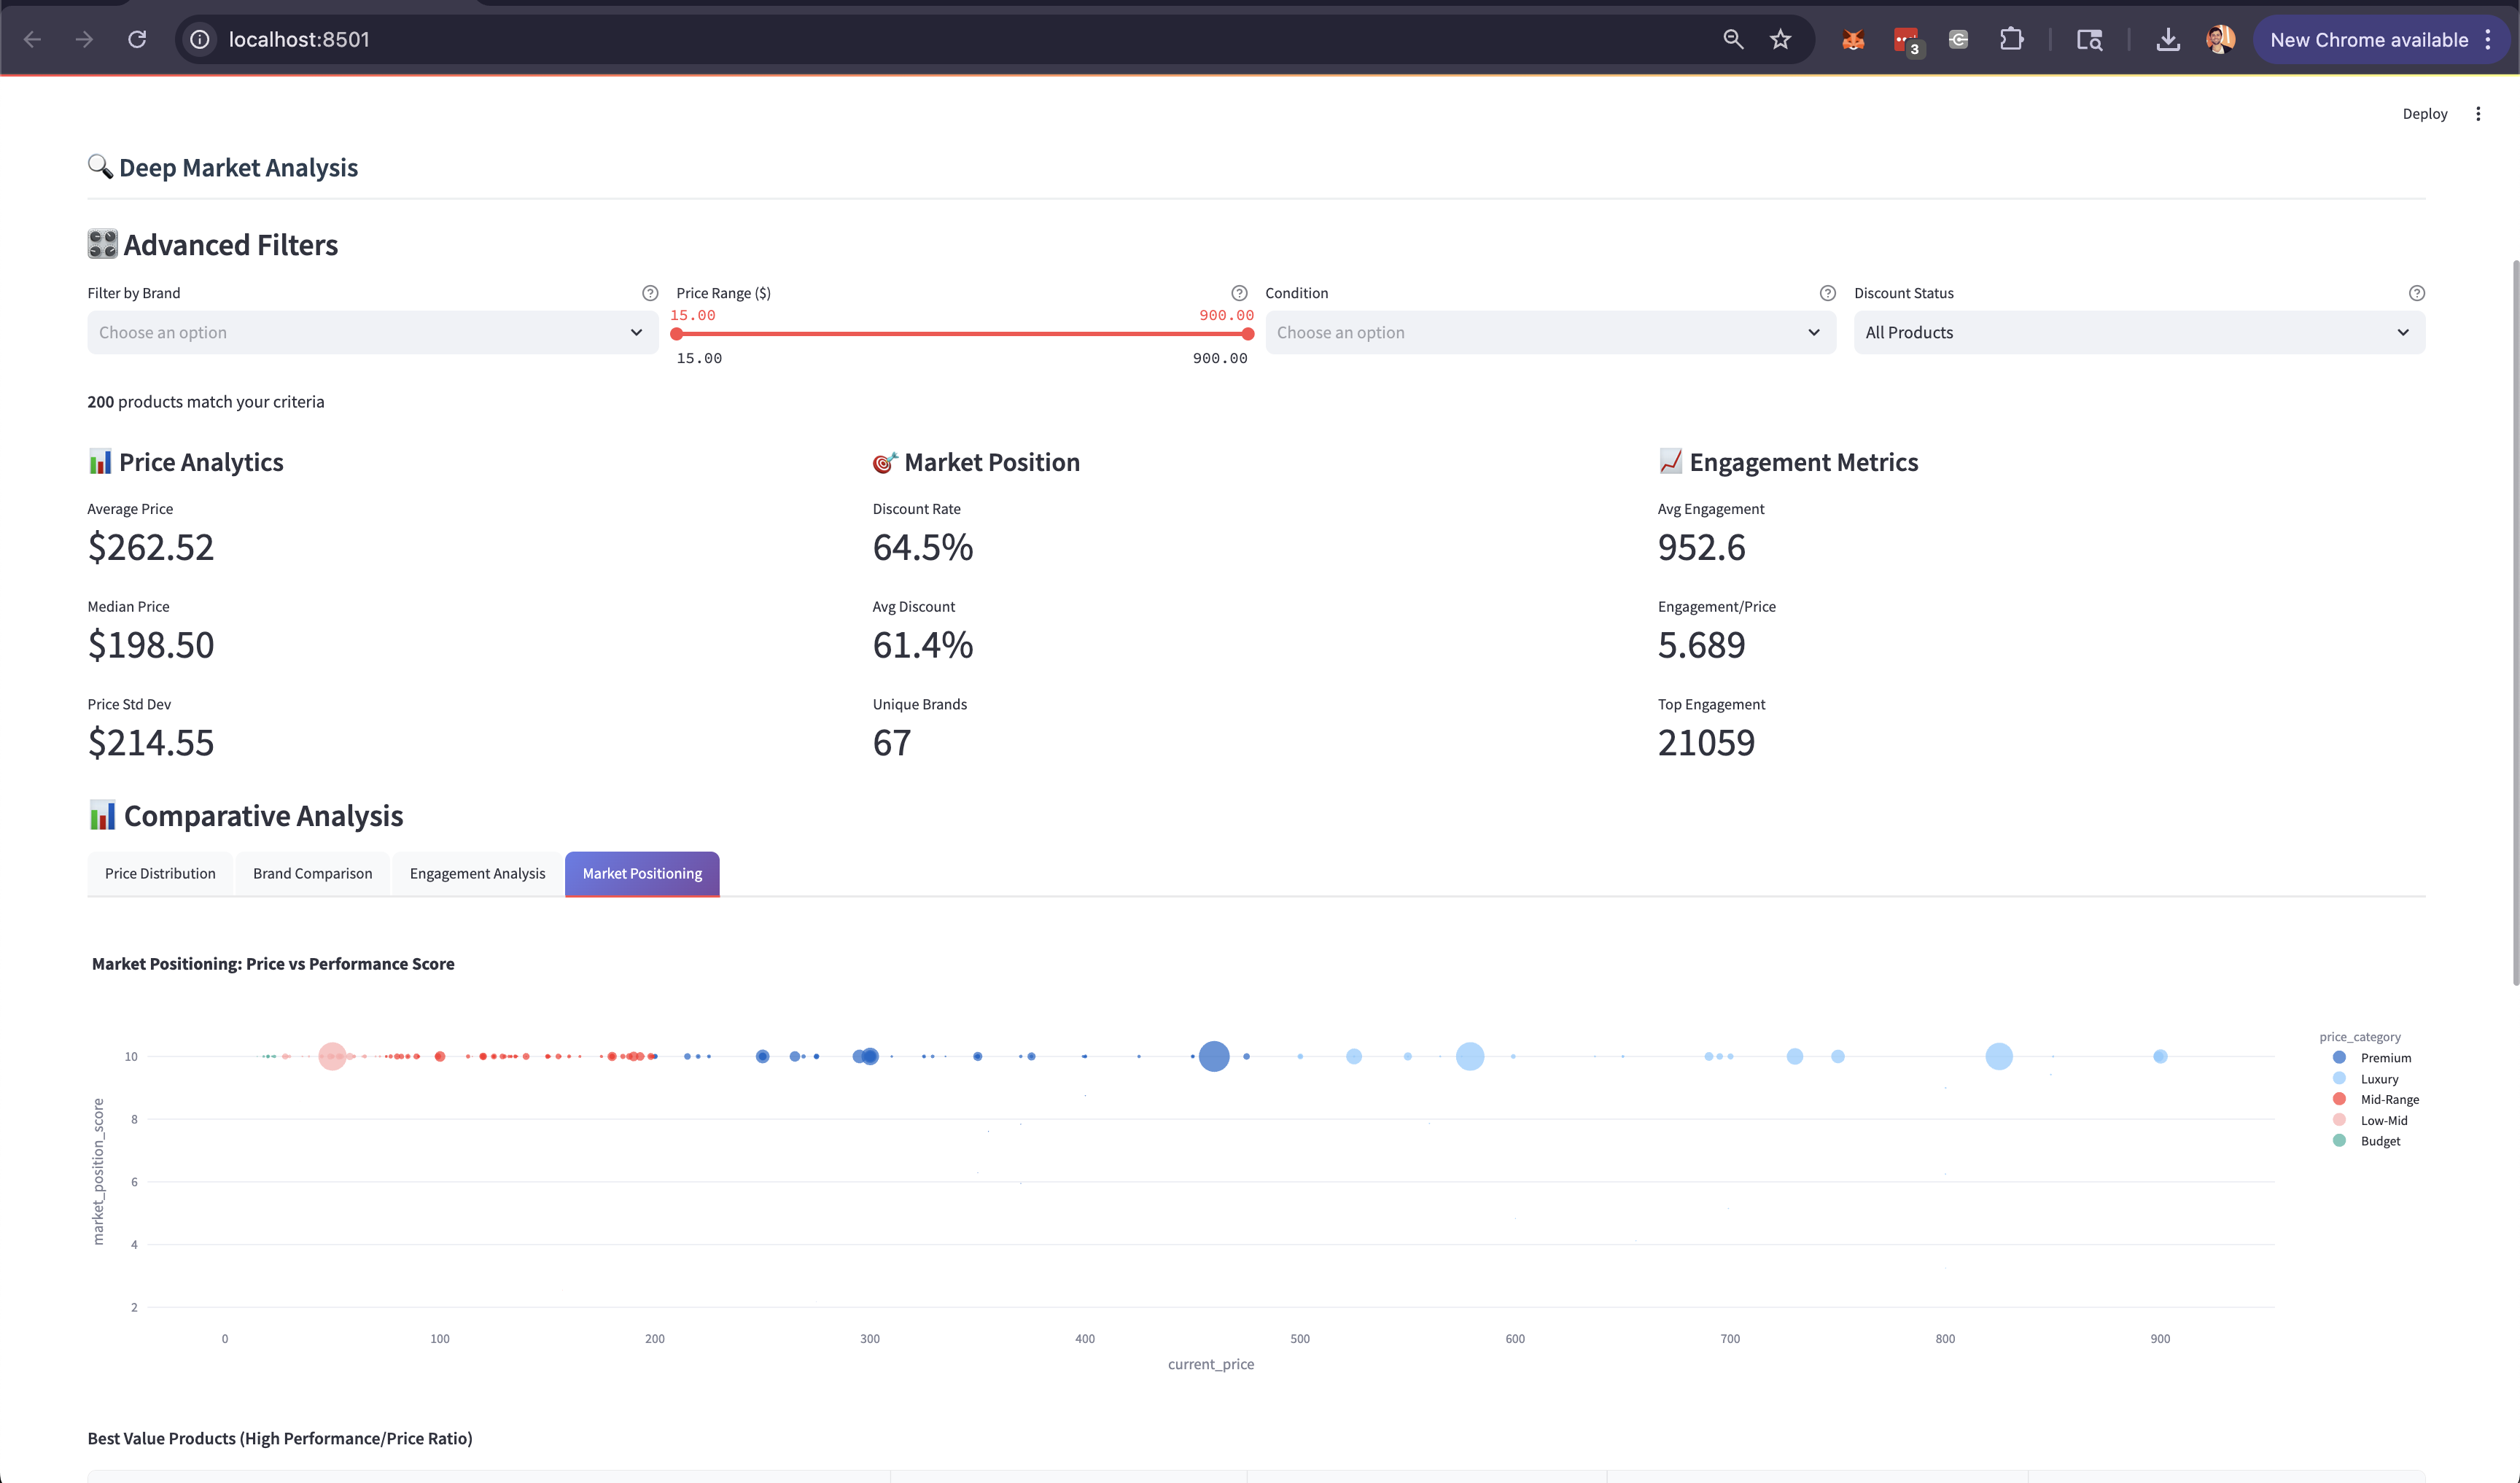 localhost:8501
3
New Chrome available
Deploy
Deep Market Analysis
Advanced Filters
Filter by Brand
Price Range ($)
Condition
Discount Status
15.00
900.00
Choose an option
Choose an option
All Products
15.00
900.00
200 products match your criteria
Price Analytics
Market Position
Engagement Metrics
Average Price
Discount Rate
Avg Engagement
$262.52
64.5%
952.6
Median Price
Avg Discount
Engagement/Price
$198.50
61.4%
5.689
Price Std Dev
Unique Brands
Top Engagement
$214.55
67
21059
Comparative Analysis
Price Distribution
Brand Comparison
Engagement Analysis
Market Positioning
Market Positioning: Price vs Performance Score
price_category
Premium
Luxury
Mid-Range
Low-Mid
Budget
market_position_score
10
8
6
4
2
0
100
200
300
400
500
600
700
800
900
current_price
Best Value Products (High Performance/Price Ratio)